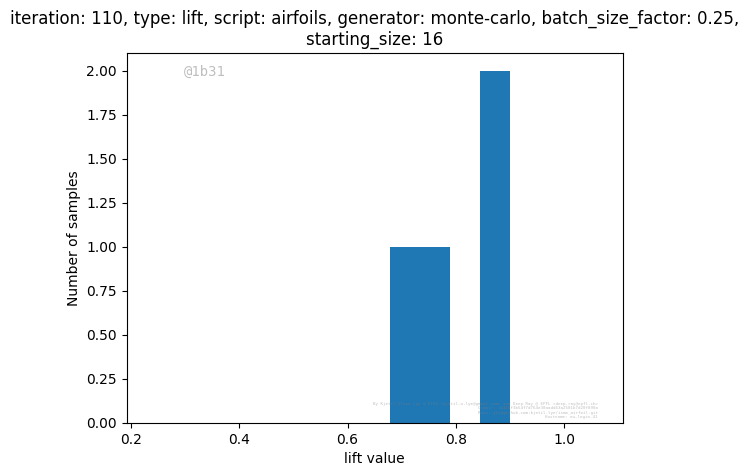 iteration: 110, type: lift, script: airfoils, generator: monte-carlo, batch_size_factor: 0.25,
starting_size: 16
@1b31
2.00
1.75
1.50
1.25
1.00
0.75
0.50
0.25
0.00
Number of samples
0.2
0.4
0.6
0.8
1.0
lift value